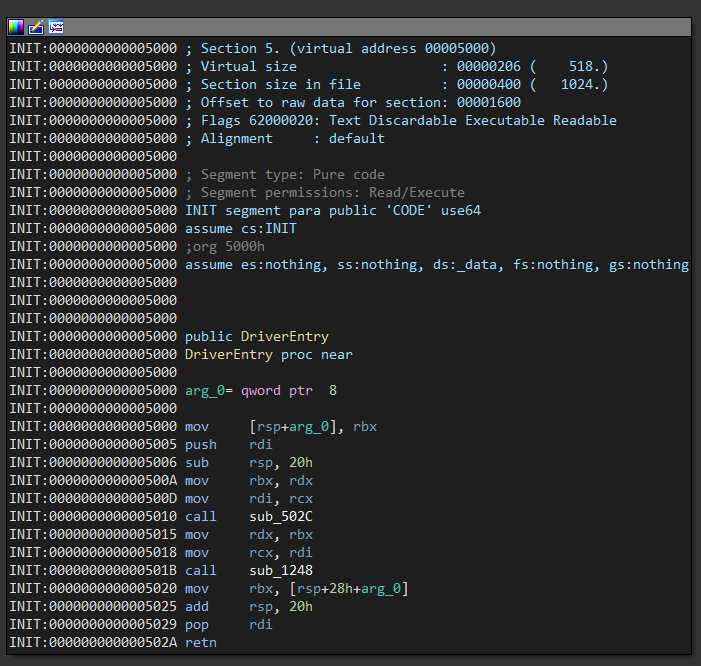 INIT:0000000000005000 ; Section 5. (virtual address 00005000)
INIT:0000000000005000 ; Virtual size                  : 00000206 (    518.)
INIT:0000000000005000 ; Section size in file          : 00000400 (   1024.)
INIT:0000000000005000 ; Offset to raw data for section: 00001600
INIT:0000000000005000 ; Flags 62000020: Text Discardable Executable Readable
INIT:0000000000005000 ; Alignment     : default
INIT:0000000000005000
INIT:0000000000005000 ; Segment type: Pure code
INIT:0000000000005000 ; Segment permissions: Read/Execute
INIT:0000000000005000 INIT segment para public 'CODE' use64
INIT:0000000000005000 assume cs:INIT
INIT:0000000000005000 ;org 5000h
INIT:0000000000005000 assume es:nothing, ss:nothing, ds:_data, fs:nothing, gs:nothing
INIT:0000000000005000
INIT:0000000000005000
INIT:0000000000005000
INIT:0000000000005000 public DriverEntry
INIT:0000000000005000 DriverEntry proc near
INIT:0000000000005000
INIT:0000000000005000 arg_0= qword ptr  8
INIT:0000000000005000
INIT:0000000000005000 mov     [rsp+arg_0], rbx
INIT:0000000000005005 push    rdi
INIT:0000000000005006 sub     rsp, 20h
INIT:000000000000500A mov     rbx, rdx
INIT:000000000000500D mov     rdi, rcx
INIT:0000000000005010 call    sub_502C
INIT:0000000000005015 mov     rdx, rbx
INIT:0000000000005018 mov     rcx, rdi
INIT:000000000000501B call    sub_1248
INIT:0000000000005020 mov     rbx, [rsp+28h+arg_0]
INIT:0000000000005025 add     rsp, 20h
INIT:0000000000005029 pop     rdi
INIT:000000000000502A retn